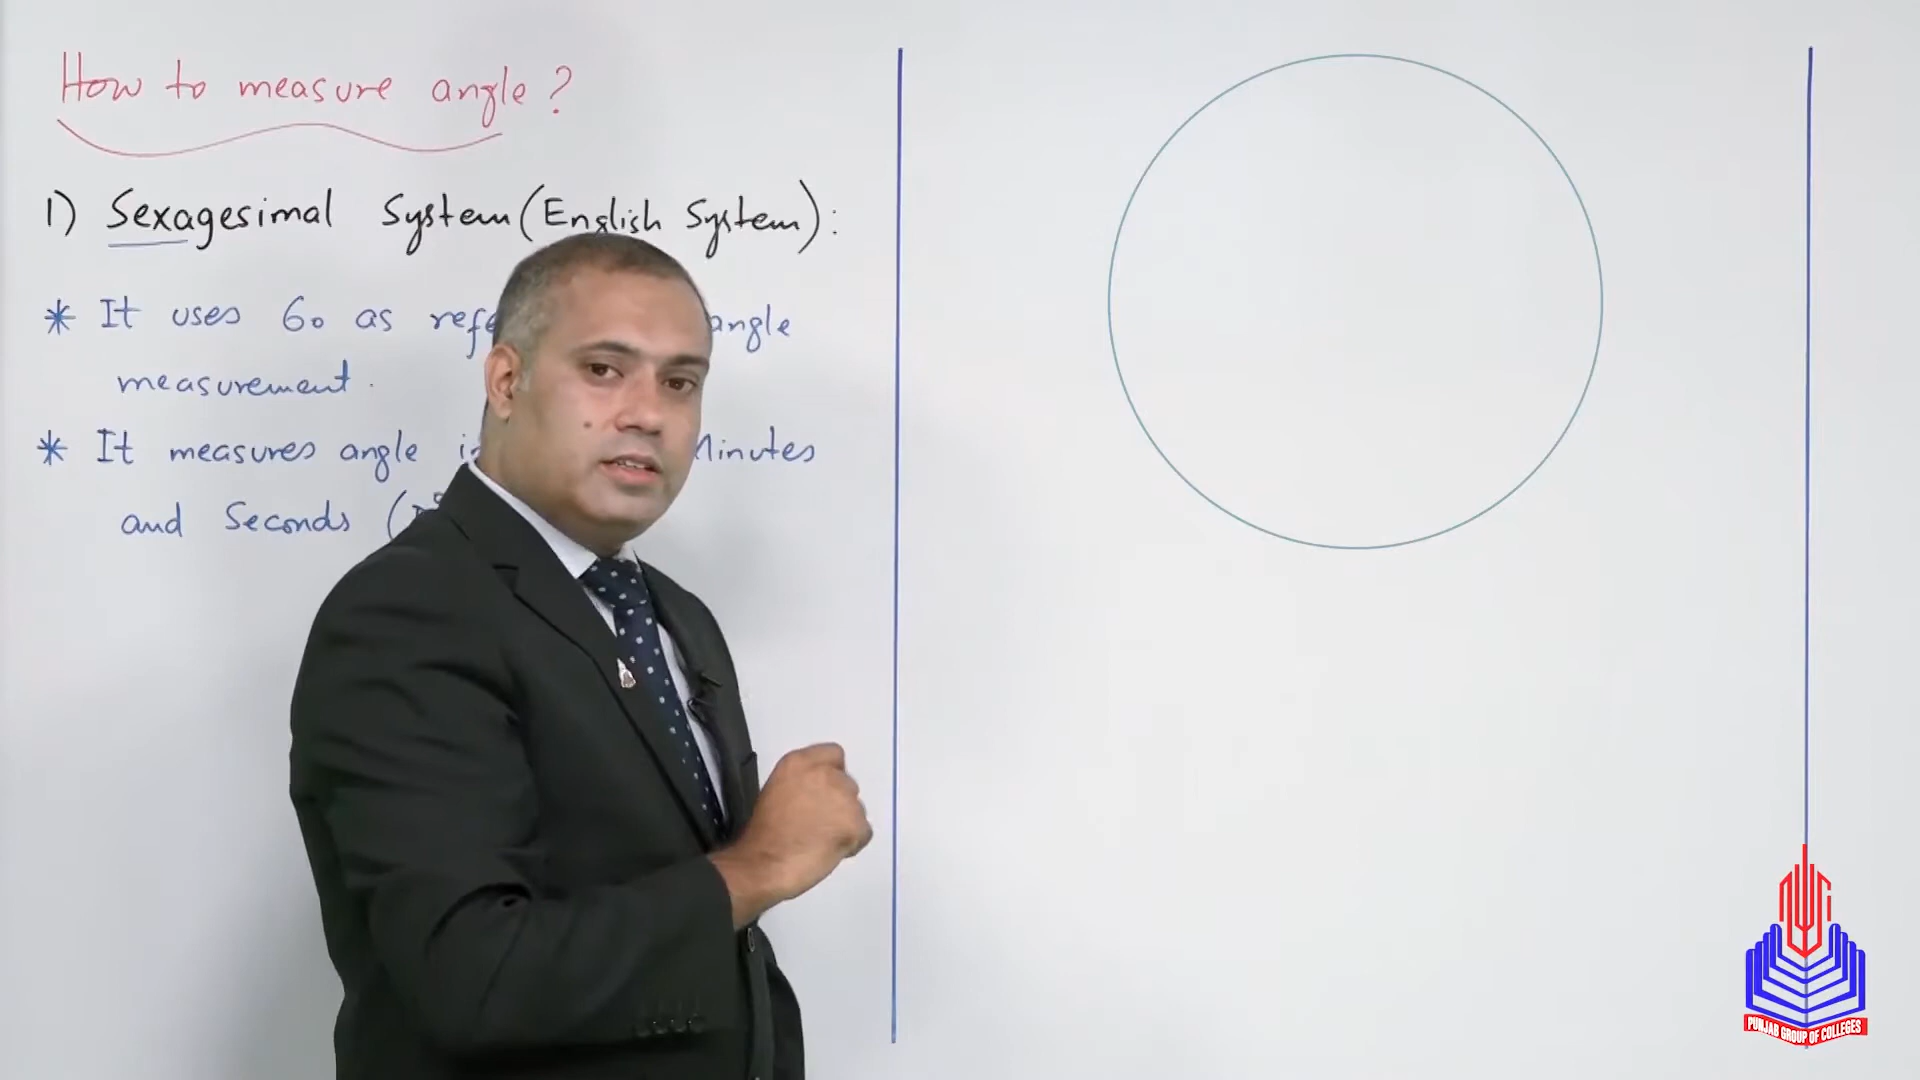 How to measure angle ?
1) Sexagesimal System (English System) :
* It uses 60 as angle
measurement.
* It measures angle Minutes
and Seconds (
PUNJAB GROUP OF COLLEGES